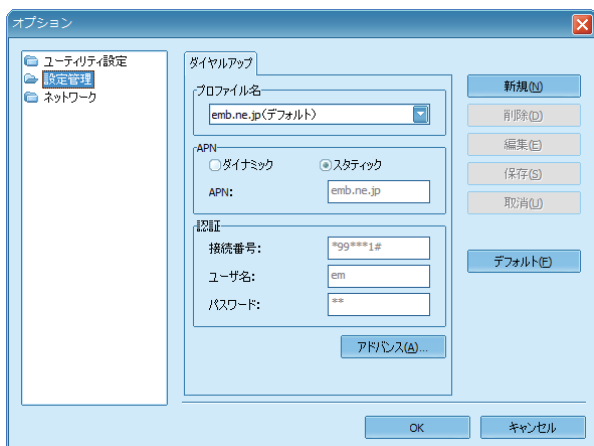 オプション
ユーティリティ設定
設定管理
ネットワーク
ダイヤルアップ
プロファイル名
emb.ne.jp(デフォルト)
APN
ダイナミック
スタティック
APN:
emb.ne.jp
認証
接続番号:
*99***1#
ユーザ名:
em
パスワード:
**
アドバンス(A)...
新規(N)
削除(D)
編集(E)
保存(S)
取消(U)
デフォルト(F)
OK
キャンセル